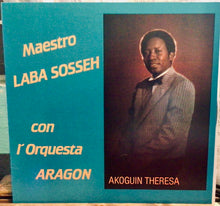 Maestro
LABA SOSSEH
con
l'Orquesta
ARAGON
AKOGUIN THERESA